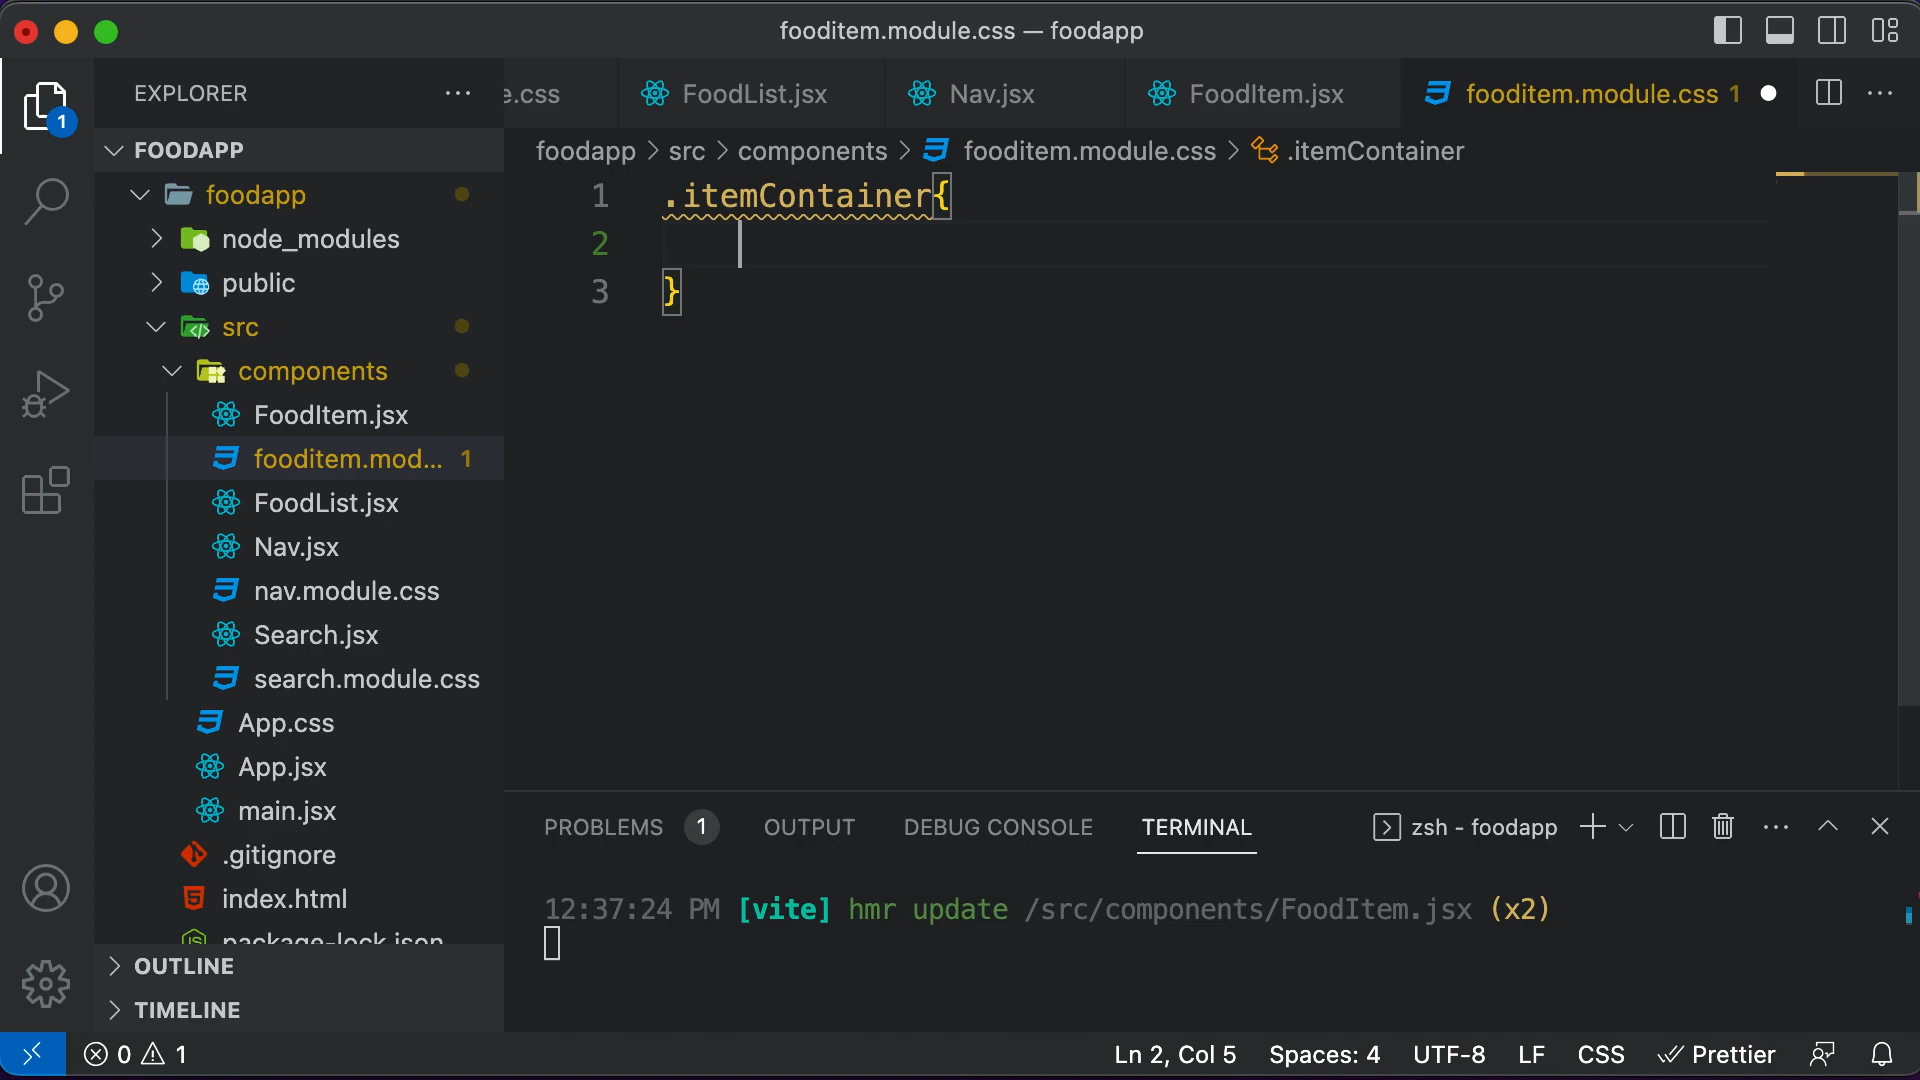 fooditem.module.css — foodapp
EXPLORER
e.css
FoodList.jsx
Nav.jsx
FoodItem.jsx
fooditem.module.css 1
1
FOODAPP
foodapp > src > components > fooditem.module.css > .itemContainer
foodapp
node_modules
public
src
components
FoodItem.jsx
fooditem.mod... 1
FoodList.jsx
Nav.jsx
nav.module.css
Search.jsx
search.module.css
App.css
App.jsx
main.jsx
.gitignore
index.html
package-lock.json
OUTLINE
TIMELINE
1 .itemContainer{
2
3 }
PROBLEMS 1 OUTPUT DEBUG CONSOLE TERMINAL
zsh - foodapp
12:37:24 PM [vite] hmr update /src/components/FoodItem.jsx (x2)
0 1
Ln 2, Col 5 Spaces: 4 UTF-8 LF CSS Prettier